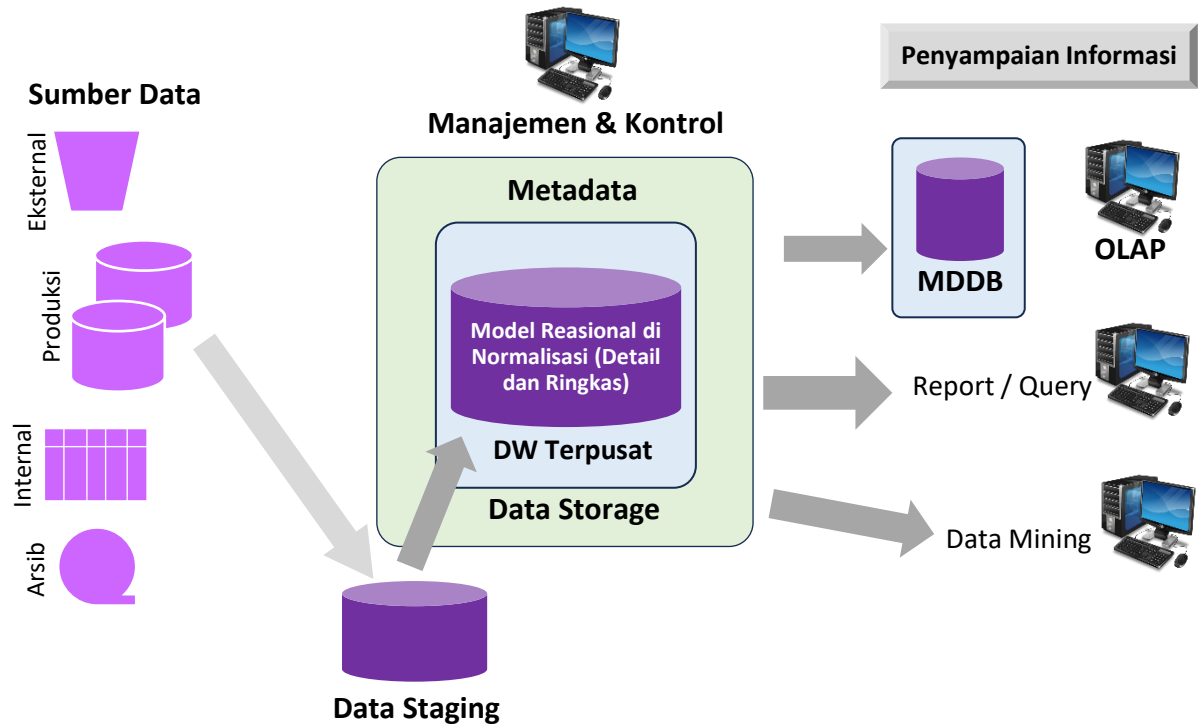 Sumber Data
Eksternal
Produksi
Internal
Arsib
Data Staging
Manajemen & Kontrol
Metadata
Model Reasional di
Normalisasi (Detail
dan Ringkas)
DW Terpusat
Data Storage
Penyampaian Informasi
MDDB
OLAP
Report / Query
Data Mining